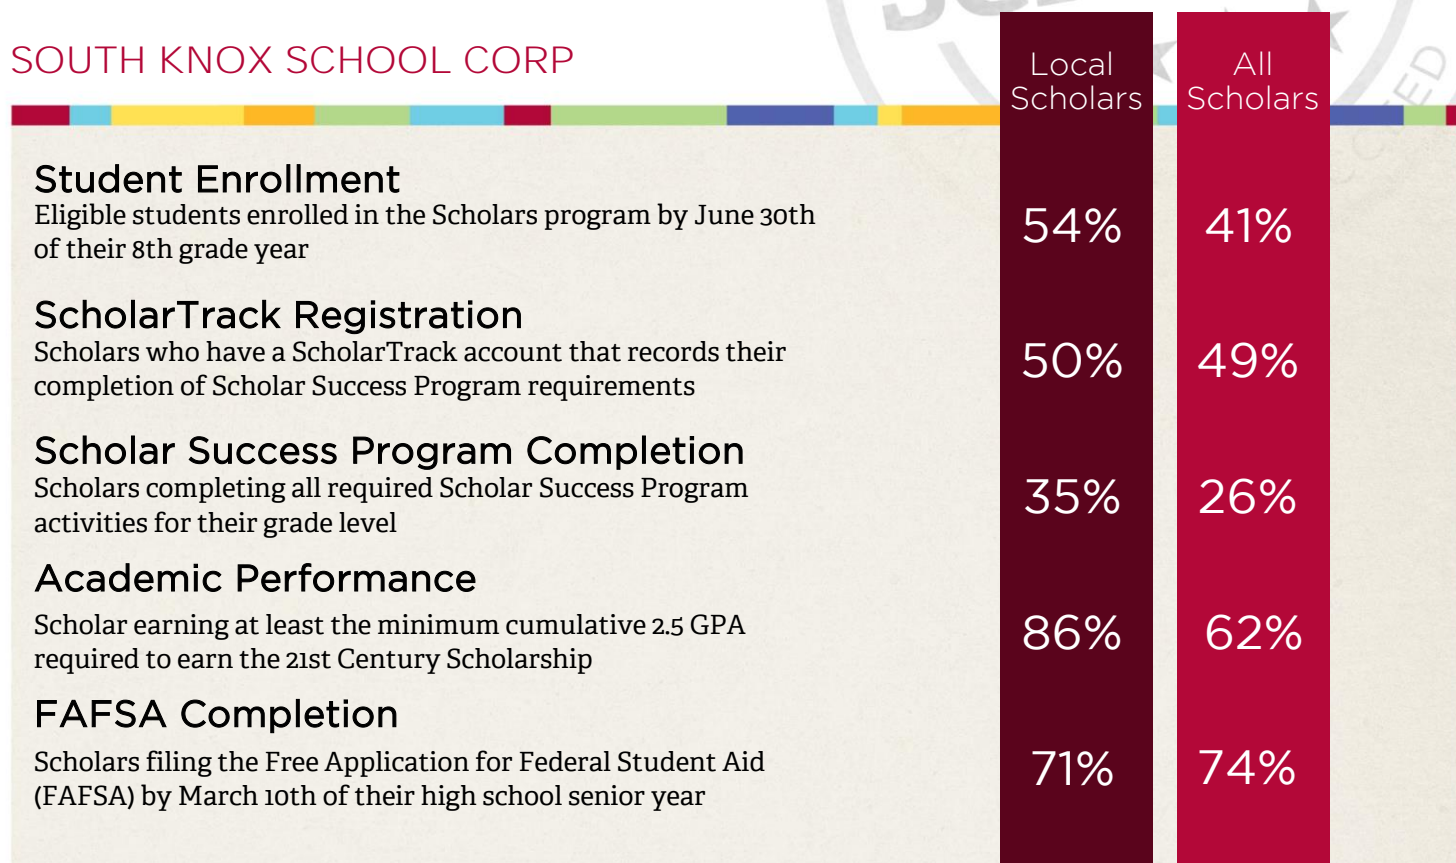 SOUTH KNOX SCHOOL CORP
Local
Scholars
All
Scholars
Student Enrollment
Eligible students enrolled in the Scholars program by June 30th
of their 8th grade year
54%
41%
ScholarTrack Registration
Scholars who have a ScholarTrack account that records their
completion of Scholar Success Program requirements
50%
49%
Scholar Success Program Completion
Scholars completing all required Scholar Success Program
activities for their grade level
35%
26%
Academic Performance
Scholar earning at least the minimum cumulative 2.5 GPA
required to earn the 21st Century Scholarship
86%
62%
FAFSA Completion
Scholars filing the Free Application for Federal Student Aid
(FAFSA) by March 10th of their high school senior year
71%
74%